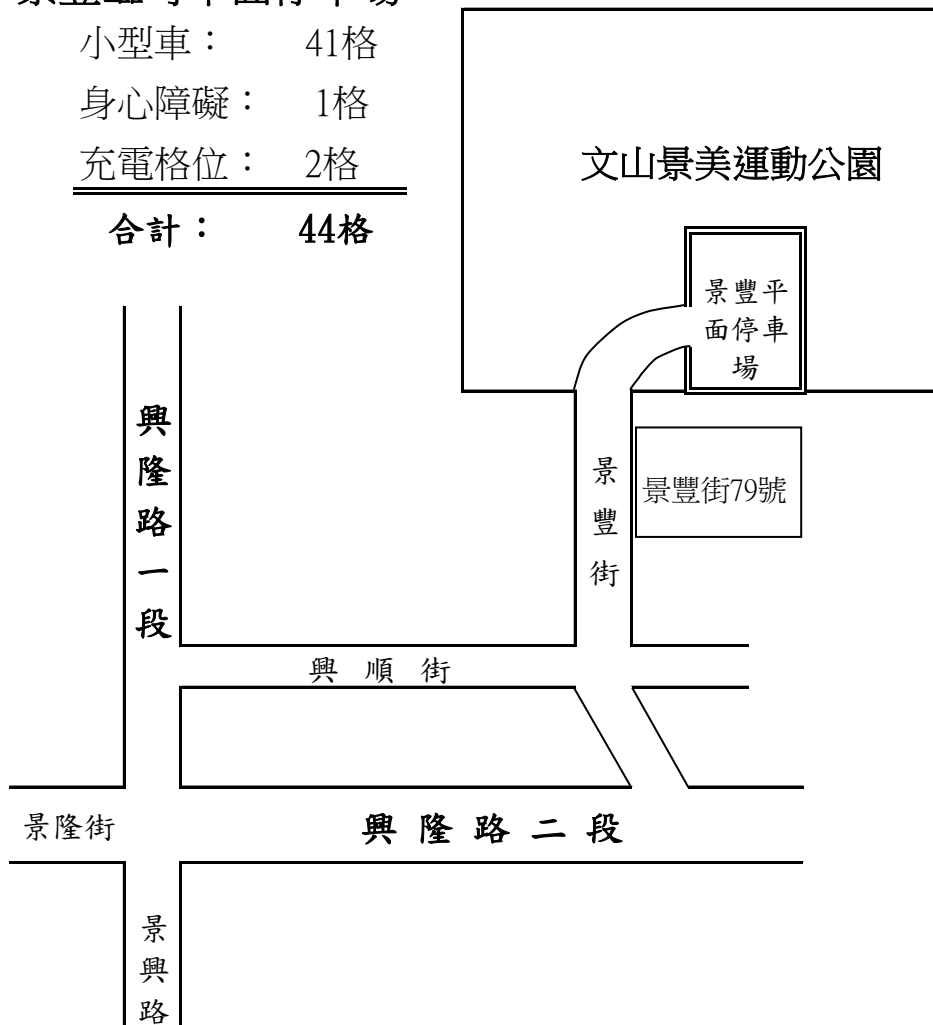 小型車： 41格
身心障礙： 1格
充電格位： 2格
合計： 44格
文山景美運動公園
景豐平
面停車
場
興隆路一段
景豐街
景豐街79號
興順街
景隆街
興隆路二段
景興路